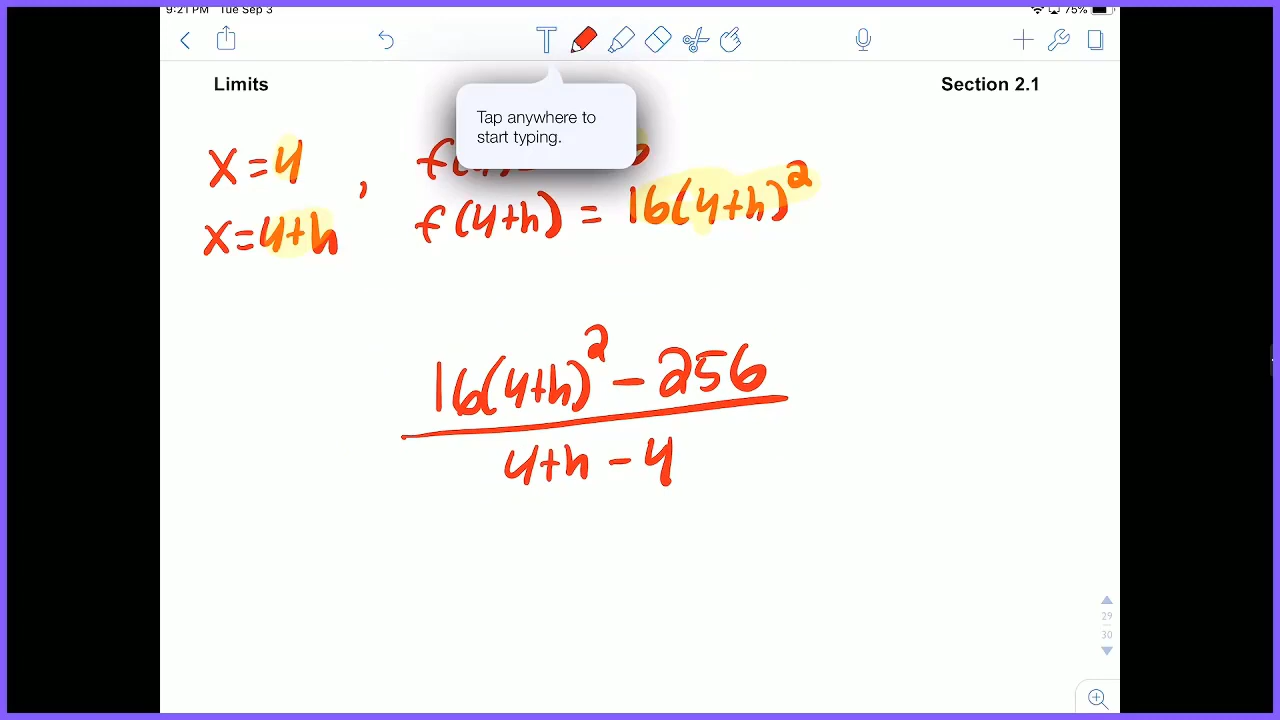 9:21 PM Tue Sep 3 75%
T
Tap anywhere to
start typing.
Limits Section 2.1
x=4,
x=4+h f(4+h) = 16(4+h)²
16(4+h)² - 256
4+h - 4
29
30